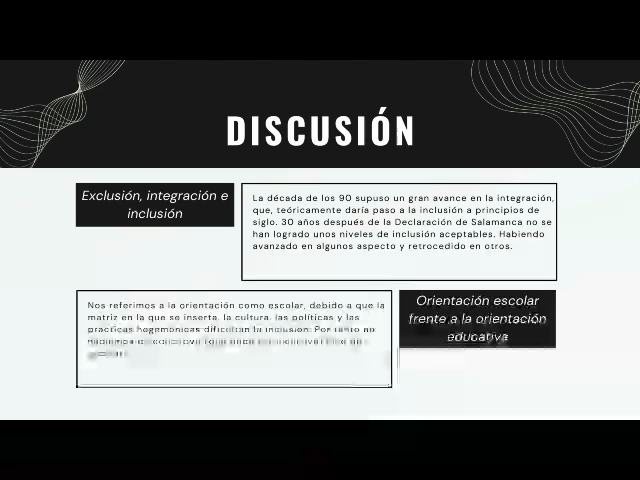 DISCUSIÓN
Exclusión, integración e
inclusión
La década de los 90 supuso un gran avance en la integración,
que, teóricamente daría paso a la inclusión a principios de
siglo. 30 años después de la Declaración de Salamanca no se
han logrado unos niveles de inclusión aceptables. Habiendo
avanzado en algunos aspecto y retrocedido en otros.
Nos referimos a la orientación como escolar, debido a que la
matriz en la que se inserta, la cultura, las políticas y las
practicas hegemónicas dificultan la inclusión. Por tanto no
Orientación escolar
frente a la orientación
educativa